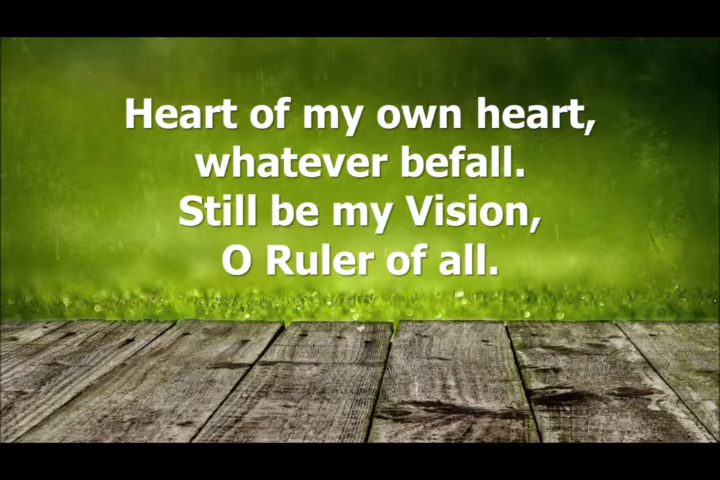 Heart of my own heart,
whatever befall.
Still be my Vision,
O Ruler of all.